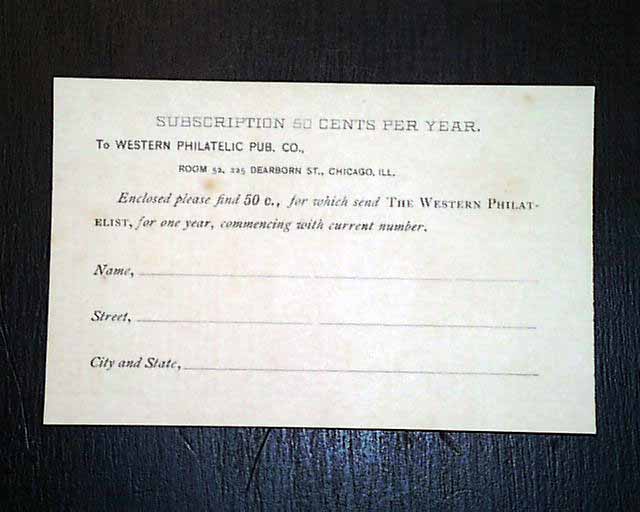 SUBSCRIPTION 50 CENTS PER YEAR.
To WESTERN PHILATELIC PUB. CO.,
ROOM 52, 225 DEARBORN ST., CHICAGO, ILL.
Enclosed please find 50 c., for which send THE WESTERN PHILAT-
ELIST, for one year, commencing with current number.
Name,
Street,
City and State,